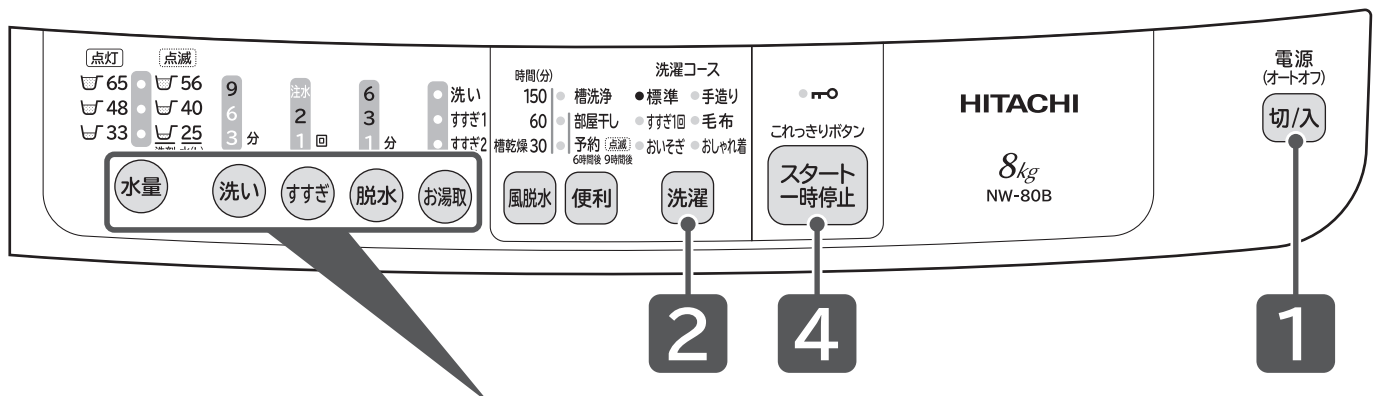 点灯 点滅
65 56
48 40
33 25
9
6
3 分
注水
2
1 回
6
3
1 分
洗い
すすぎ1
すすぎ2
水量 洗い すすぎ 脱水 お湯取
時間(分)
150 槽洗浄
60 部屋干し
槽乾燥 30 予約 点滅
6時間後 9時間後
洗濯コース
標準 手造り
すすぎ1回 毛布
おいそぎ おしゃれ着
風脱水 便利 洗濯
これっきりボタン
スタート
一時停止
HITACHI
8kg
NW-80B
電源
(オートオフ)
切/入
2 4 1